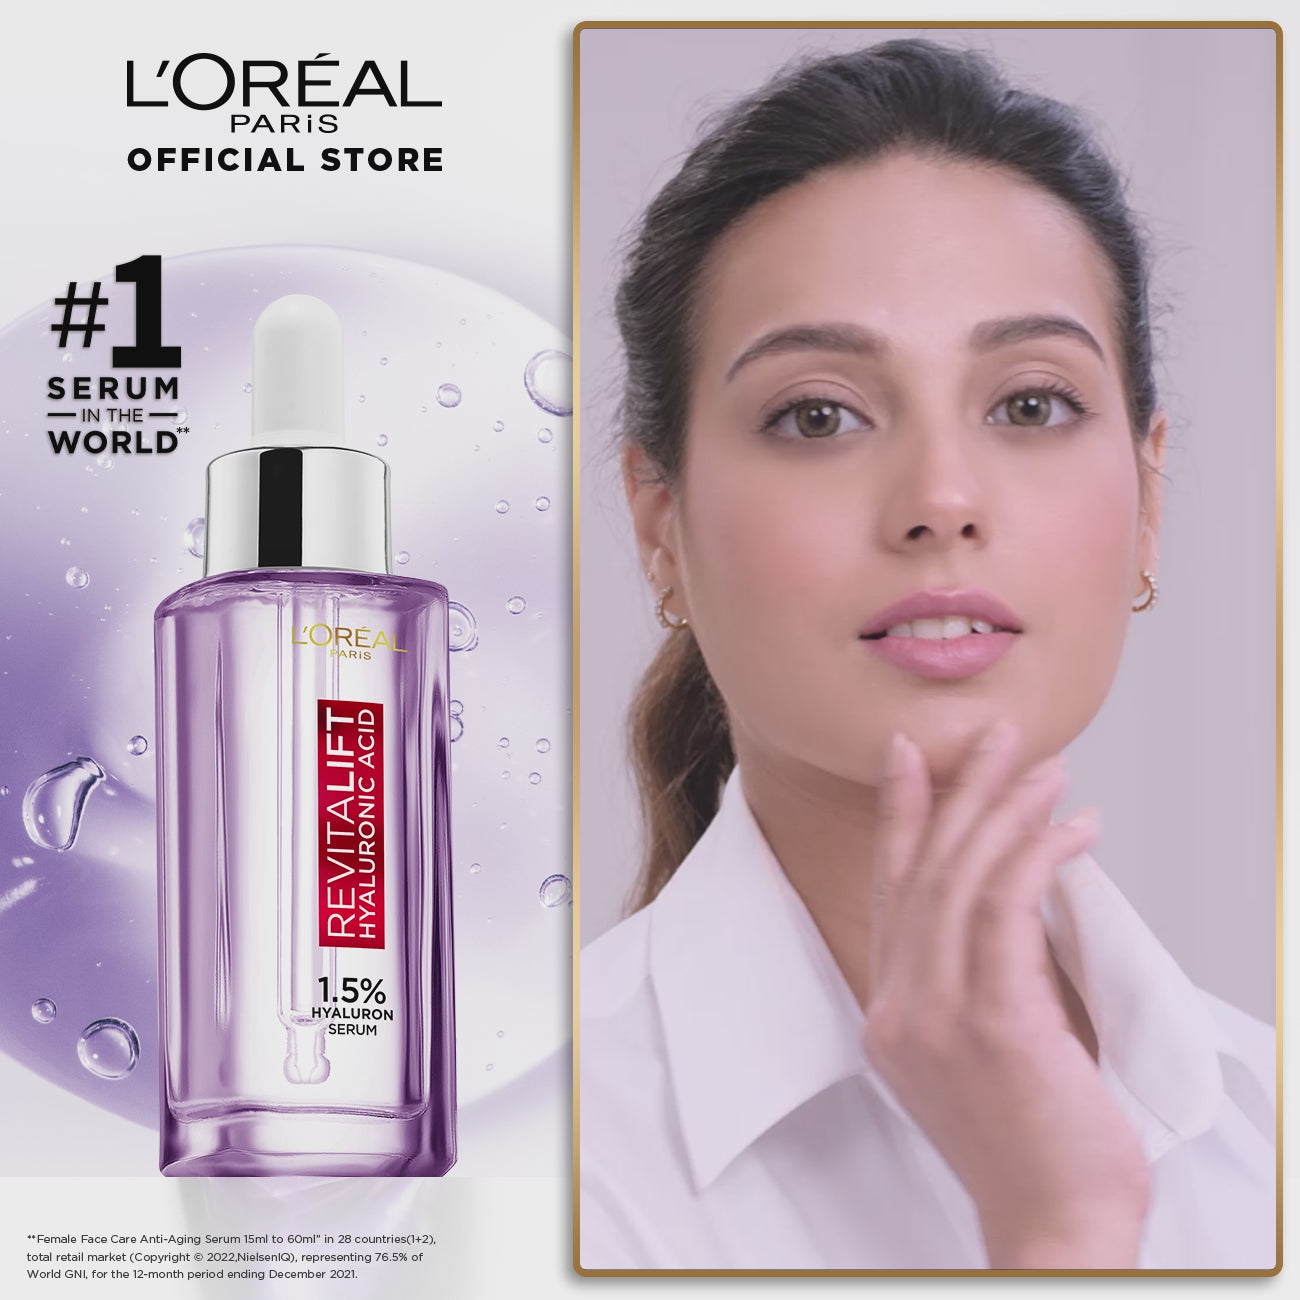 L'ORÉAL
PARiS
OFFICIAL STORE
#1
SERUM
IN THE
WORLD**
L'ORÉAL
PARiS
REVITALIFT
HYALURONIC ACID
1.5%
HYALURON
SERUM
**Female Face Care Anti-Aging Serum 15ml to 60ml" in 28 countries(1+2),
total retail market (Copyright © 2022,NielsenIQ), representing 76.5% of
World GNI, for the 12-month period ending December 2021.